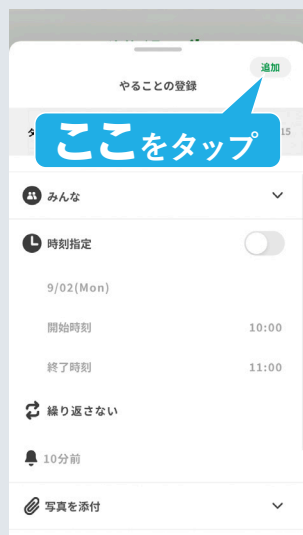 追加
やることの登録
15
ここをタップ
みんな
時刻指定
9/02(Mon)
開始時刻 10:00
終了時刻 11:00
繰り返さない
10分前
写真を添付